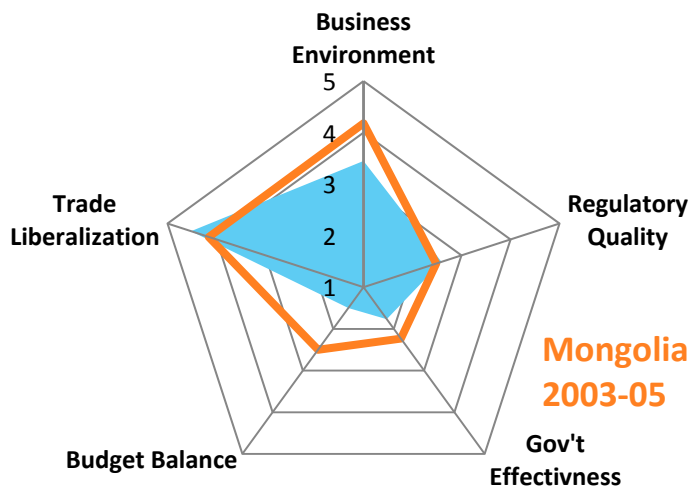 Business
Environment
5
4
3
2
1
Trade
Liberalization
Regulatory
Quality
Mongolia
2003-05
Budget Balance
Gov't
Effectivness